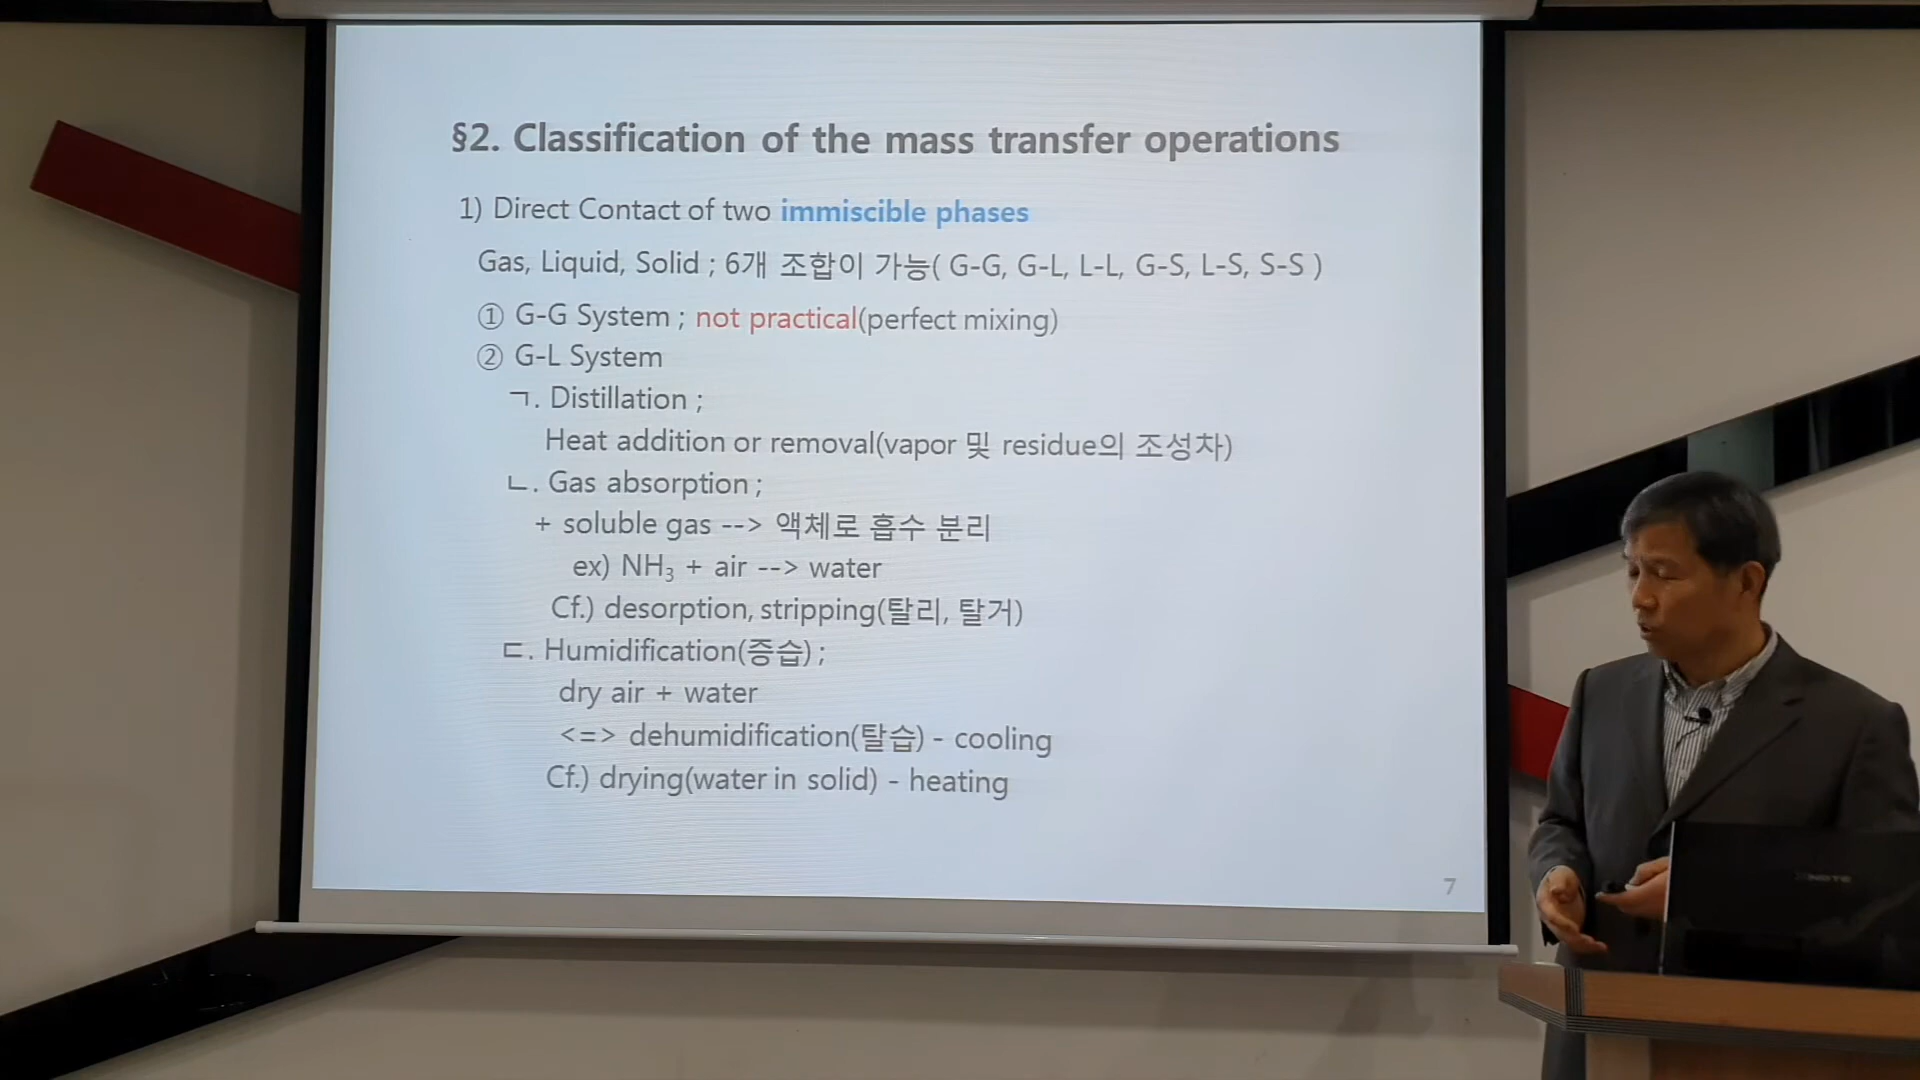 §2. Classification of the mass transfer operations
1) Direct Contact of two immiscible phases
Gas, Liquid, Solid ; 6개 조합이 가능( G-G, G-L, L-L, G-S, L-S, S-S )
① G-G System ; not practical(perfect mixing)
② G-L System
ㄱ. Distillation ;
Heat addition or removal(vapor 및 residue의 조성차)
ㄴ. Gas absorption ;
+ soluble gas --> 액체로 흡수 분리
ex) NH₃ + air --> water
Cf.) desorption, stripping(탈리, 탈거)
ㄷ. Humidification(증습) ;
dry air + water
<=> dehumidification(탈습) - cooling
Cf.) drying(water in solid) - heating
7